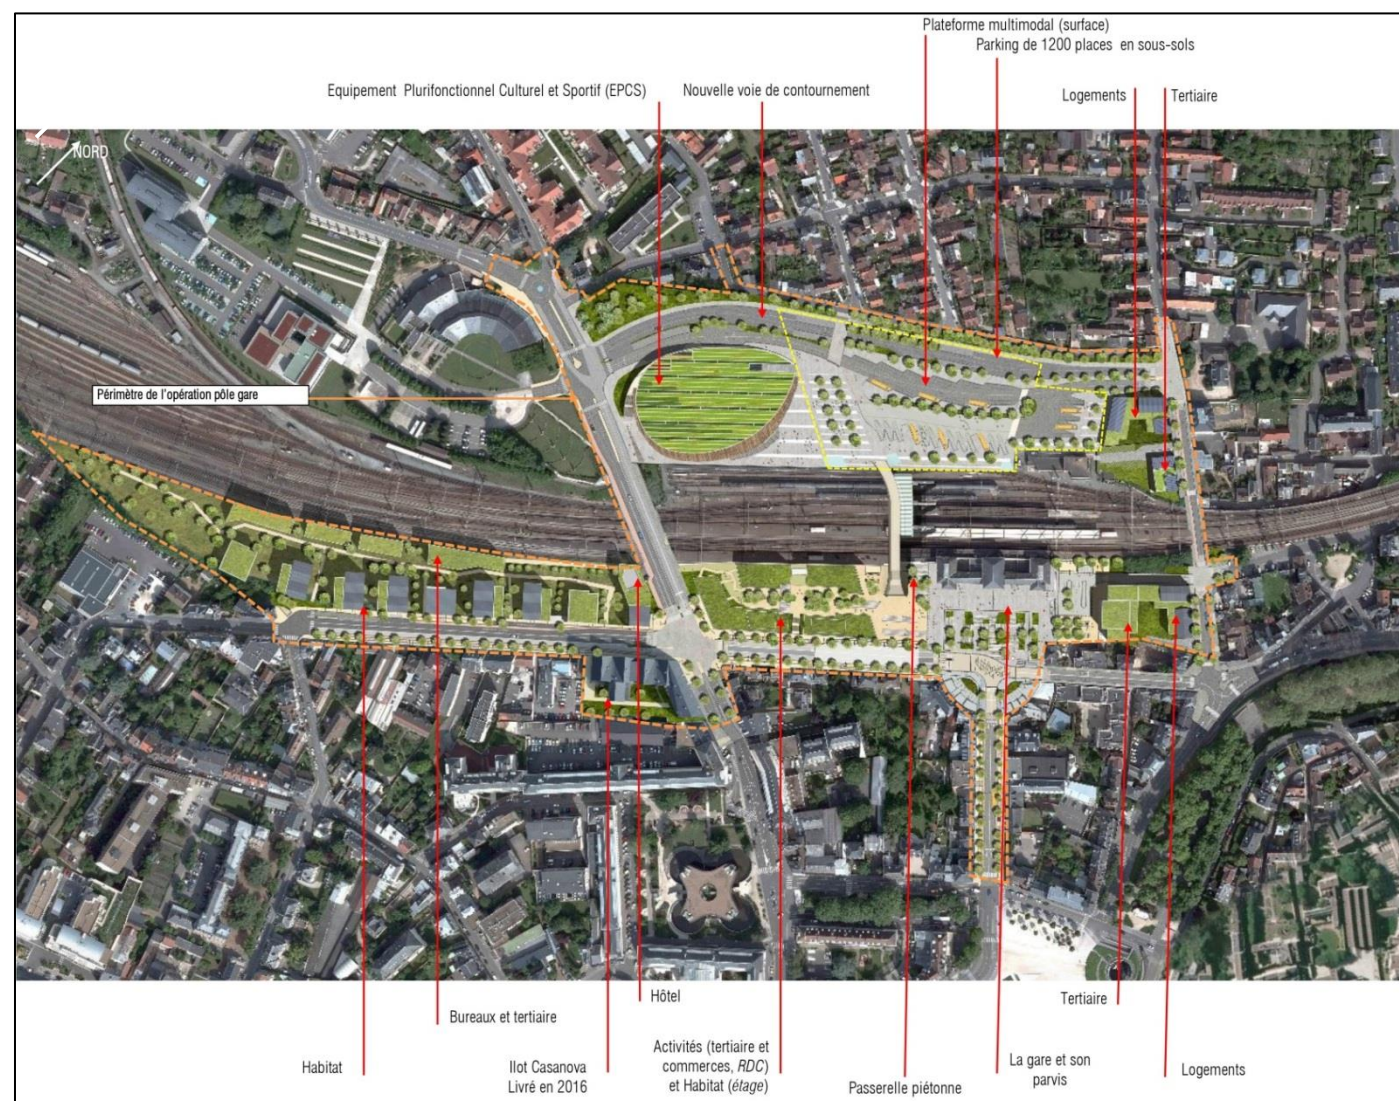 Plateforme multimodal (surface)
Parking de 1200 places en sous-sols
Equipement Plurifonctionnel Culturel et Sportif (EPCS)
Nouvelle voie de contournement
Logements
Tertiaire
NORD
Périmètre de l'opération pôle gare
Hôtel
Tertiaire
Bureaux et tertiaire
Habitat
Ilot Casanova
Livré en 2016
Activités (tertiaire et
commerces, RDC)
et Habitat (étage)
Passerelle piétonne
La gare et son
parvis
Logements